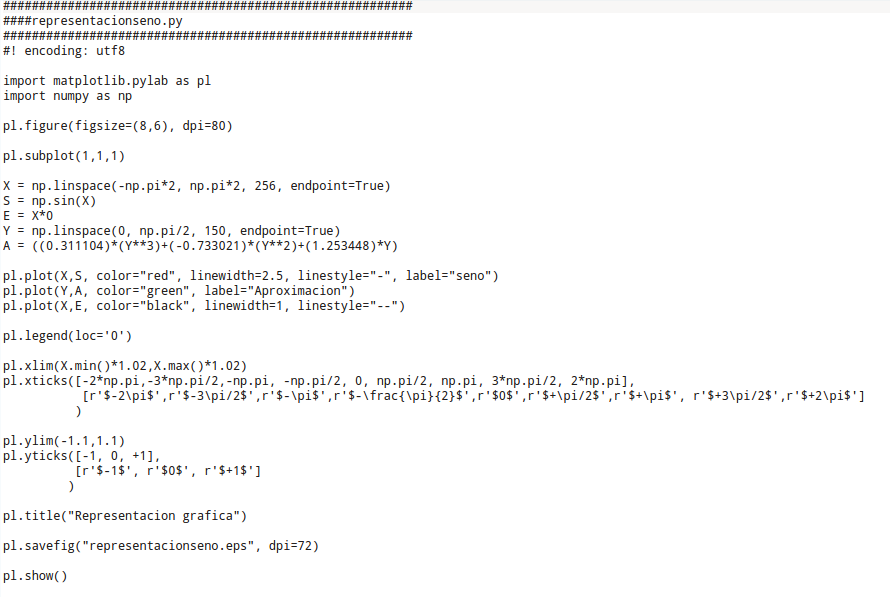 #########################################################
####representacionseno.py
#########################################################
#! encoding: utf8
import matplotlib.pylab as pl
import numpy as np
pl.figure(figsize=(8,6), dpi=80)
pl.subplot(1,1,1)
X = np.linspace(-np.pi*2, np.pi*2, 256, endpoint=True)
S = np.sin(X)
E = X*0
Y = np.linspace(0, np.pi/2, 150, endpoint=True)
A = ((0.311104)*(Y**3)+(-0.733021)*(Y**2)+(1.253448)*Y)
pl.plot(X,S, color="red", linewidth=2.5, linestyle="-", label="seno")
pl.plot(Y,A, color="green", label="Aproximacion")
pl.plot(X,E, color="black", linewidth=1, linestyle="--")
pl.legend(loc='0')
pl.xlim(X.min()*1.02,X.max()*1.02)
pl.xticks([-2*np.pi,-3*np.pi/2,-np.pi, -np.pi/2, 0, np.pi/2, np.pi, 3*np.pi/2, 2*np.pi],
[r'$-2\pi$',r'$-3\pi/2$',r'$-\pi$',r'$-\frac{\pi}{2}$',r'$0$',r'$+\pi/2$',r'$+\pi$', r'$+3\pi/2$',r'$+2\pi$']
)
pl.ylim(-1.1,1.1)
pl.yticks([-1, 0, +1],
[r'$-1$', r'$0$', r'$+1$']
)
pl.title("Representacion grafica")
pl.savefig("representacionseno.eps", dpi=72)
pl.show()